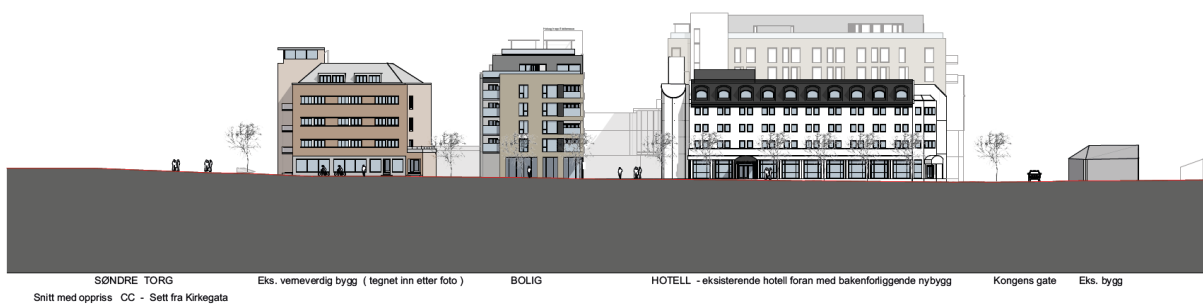 SØNDRE TORG
Eks. verneverdig bygg ( tegnet inn etter foto )
BOLIG
HOTELL - eksisterende hotell foran med bakenforliggende nybygg
Kongens gate
Eks. bygg
Snitt med oppriss CC - Sett fra Kirkegata